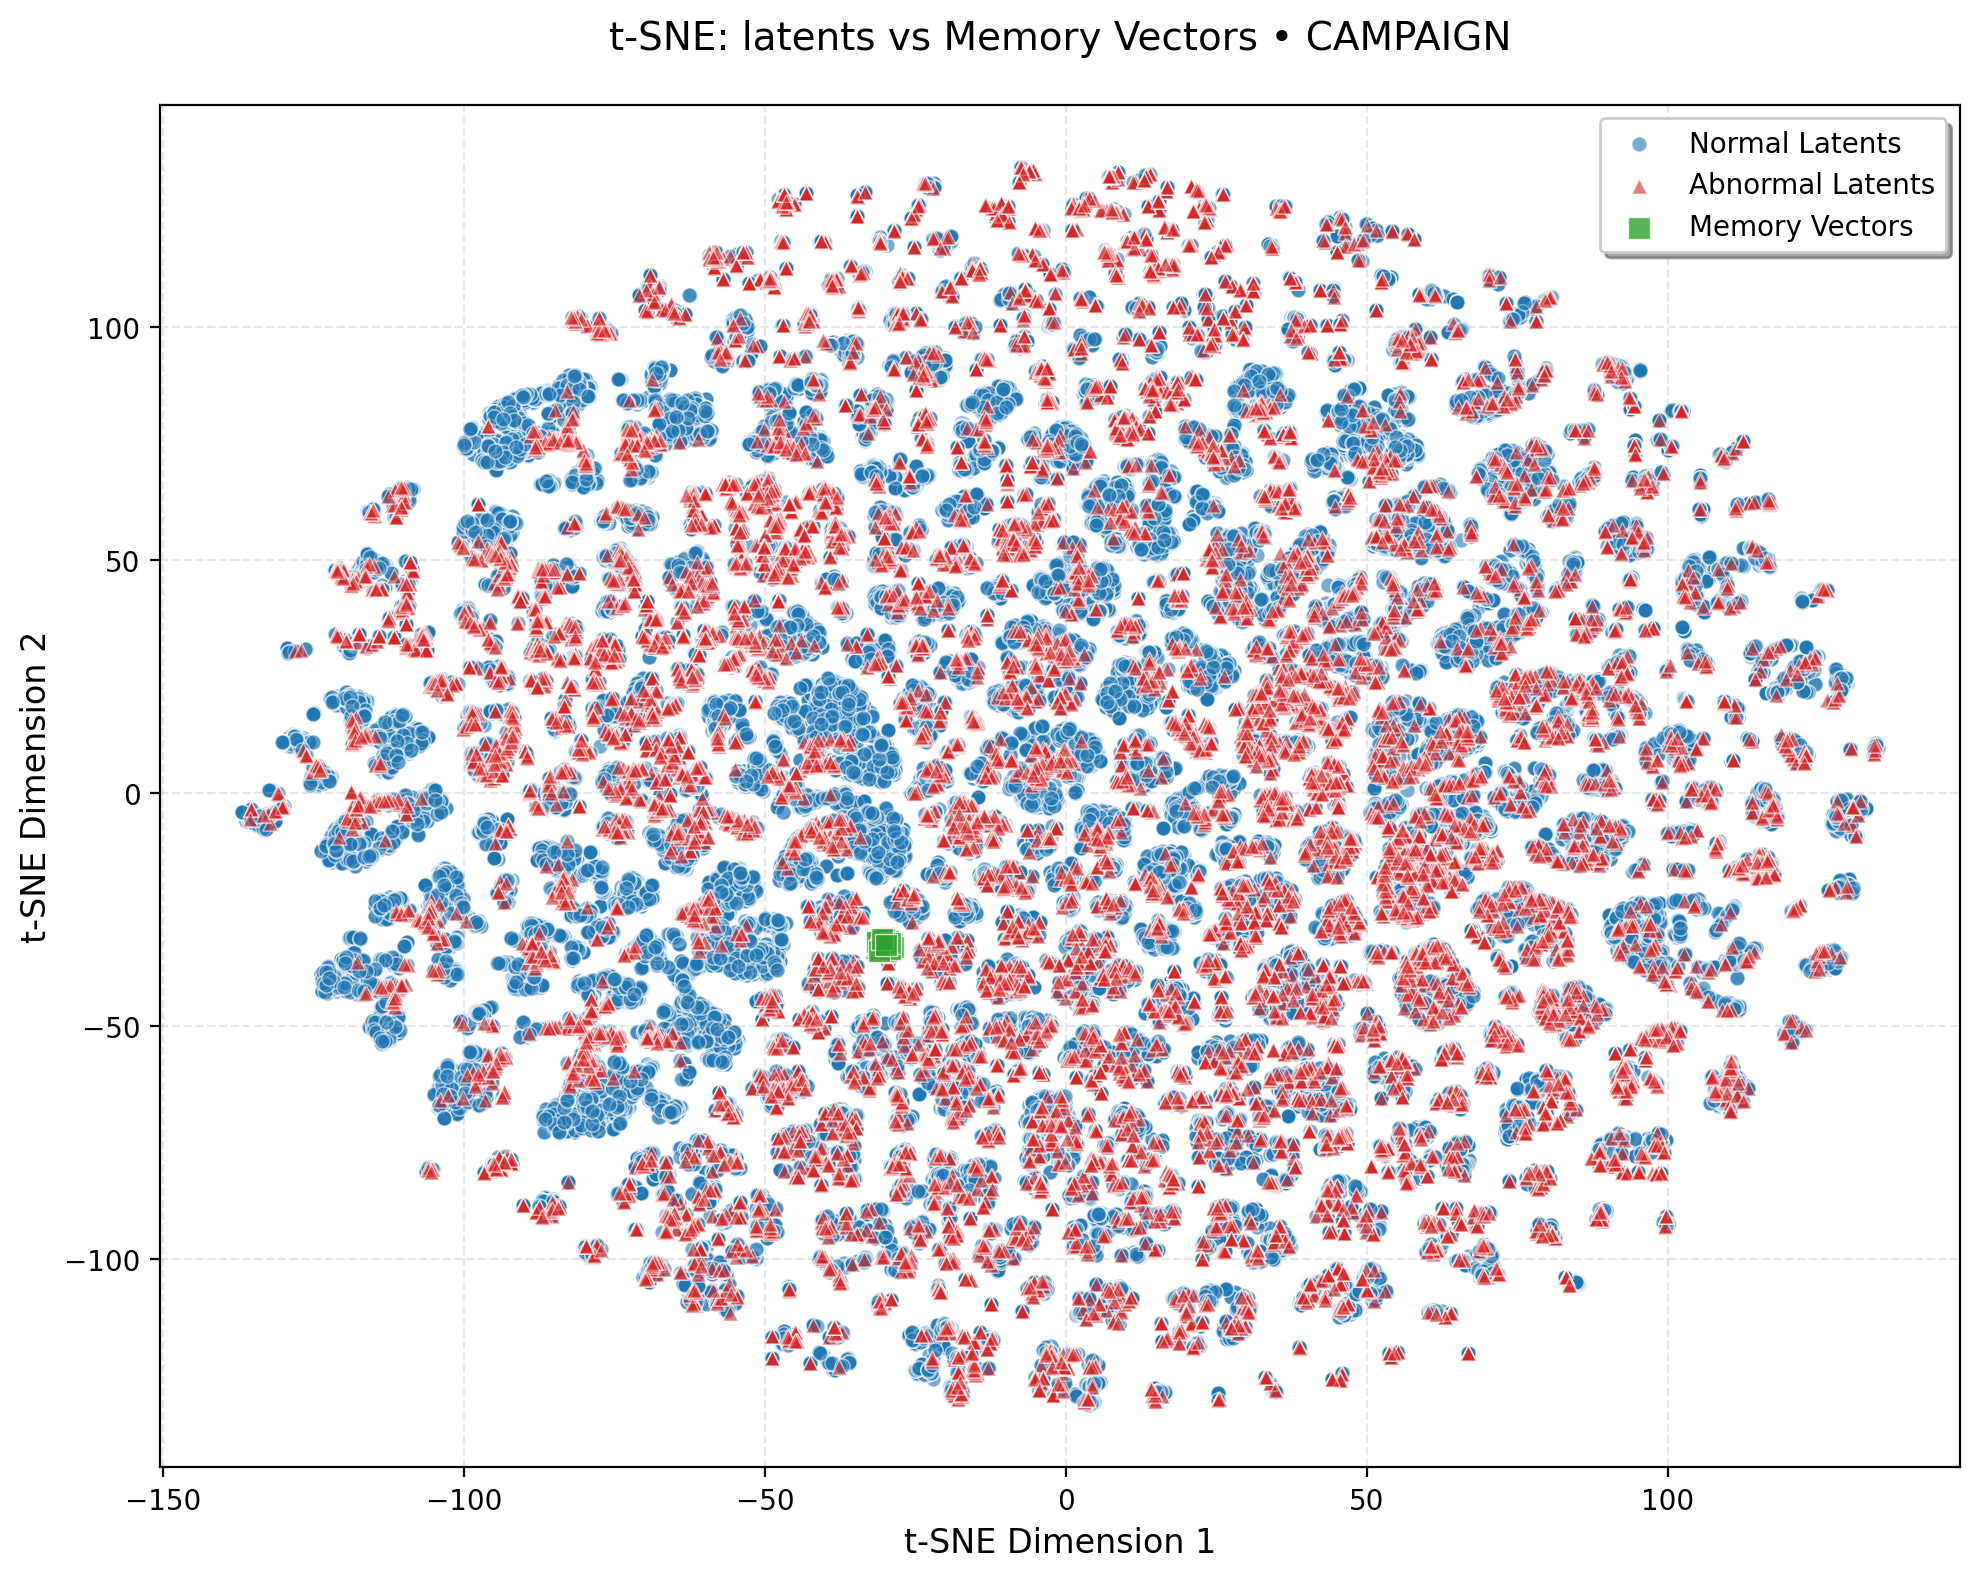 t-SNE: latents vs Memory Vectors • CAMPAIGN
Normal Latents
Abnormal Latents
Memory Vectors
100
50
0
−50
−100
t-SNE Dimension 2
−150
−100
−50
0
50
100
t-SNE Dimension 1